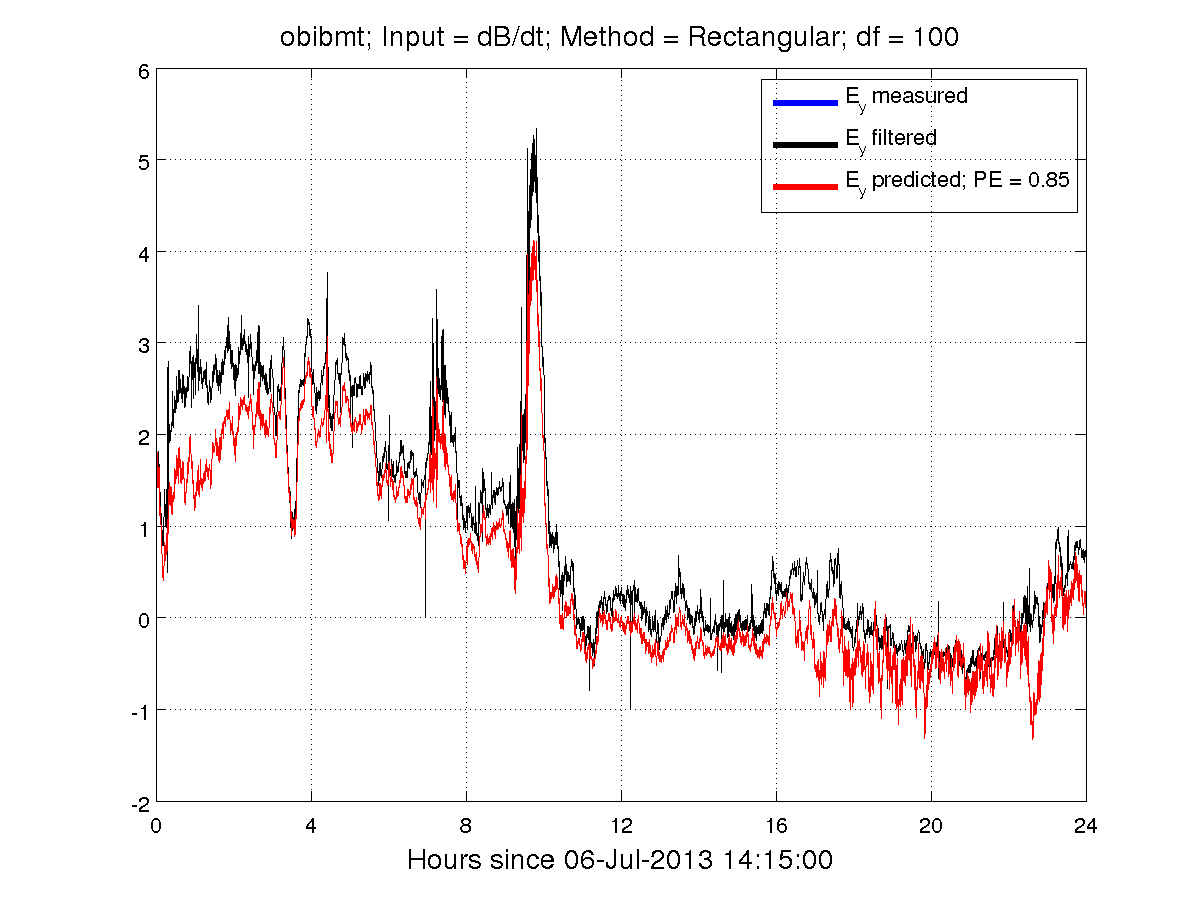 obibmt; Input = dB/dt; Method = Rectangular; df = 100
6
5
4
3
2
1
0
-1
-2
E_y measured
E_y filtered
E_y predicted; PE = 0.85
0 4 8 12 16 20 24
Hours since 06-Jul-2013 14:15:00